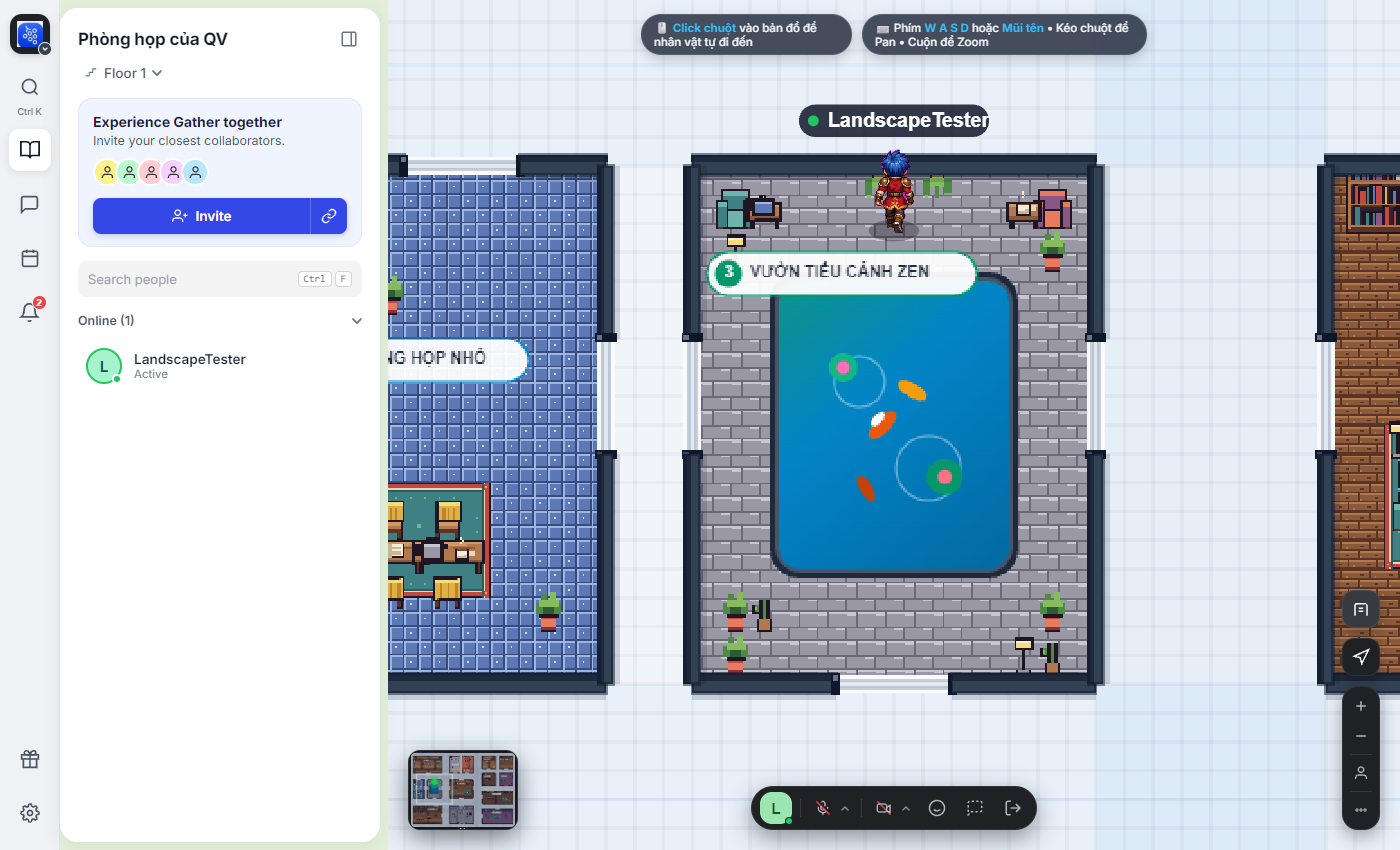 Phòng họp của QV
Floor 1
Ctrl K
Experience Gather together
Invite your closest collaborators.
Invite
Search people
Ctrl F
Online (1)
L
LandscapeTester
Active
2
Click chuột vào bản đồ để
nhân vật tự đi đến
Phím W A S D hoặc Mũi tên • Kéo chuột để
Pan • Cuộn để Zoom
LandscapeTester
3 VƯỜN TIỂU CẢNH ZEN
NG HỌP NHỎ
L